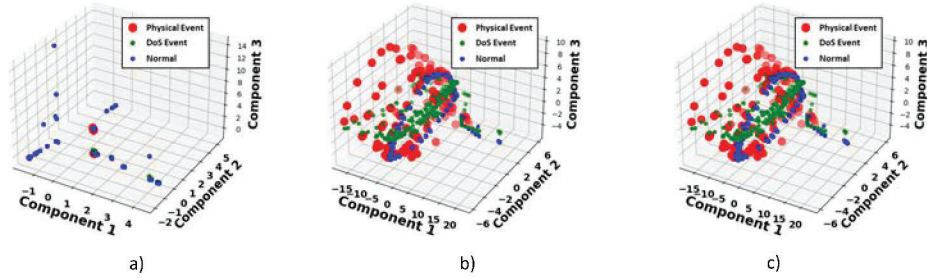 Physical Event
DoS Event
Normal
14
12
10
8
6
4
2
0
Component 3
−1 0 1 2 3 4
Component 1
−2 −1 0 1 2 3 4 5
Component 2
a)
Physical Event
DoS Event
Normal
10
8
6
4
2
0
−2
−4
Component 3
−15 −10 −5 0 5 10 15 20
Component 1
−6 −4 −2 0 2 4 6
Component 2
b)
Physical Event
DoS Event
Normal
10
8
6
4
2
0
−2
−4
Component 3
−15 −10 −5 0 5 10 15 20
Component 1
−6 −4 −2 0 2 4 6
Component 2
c)